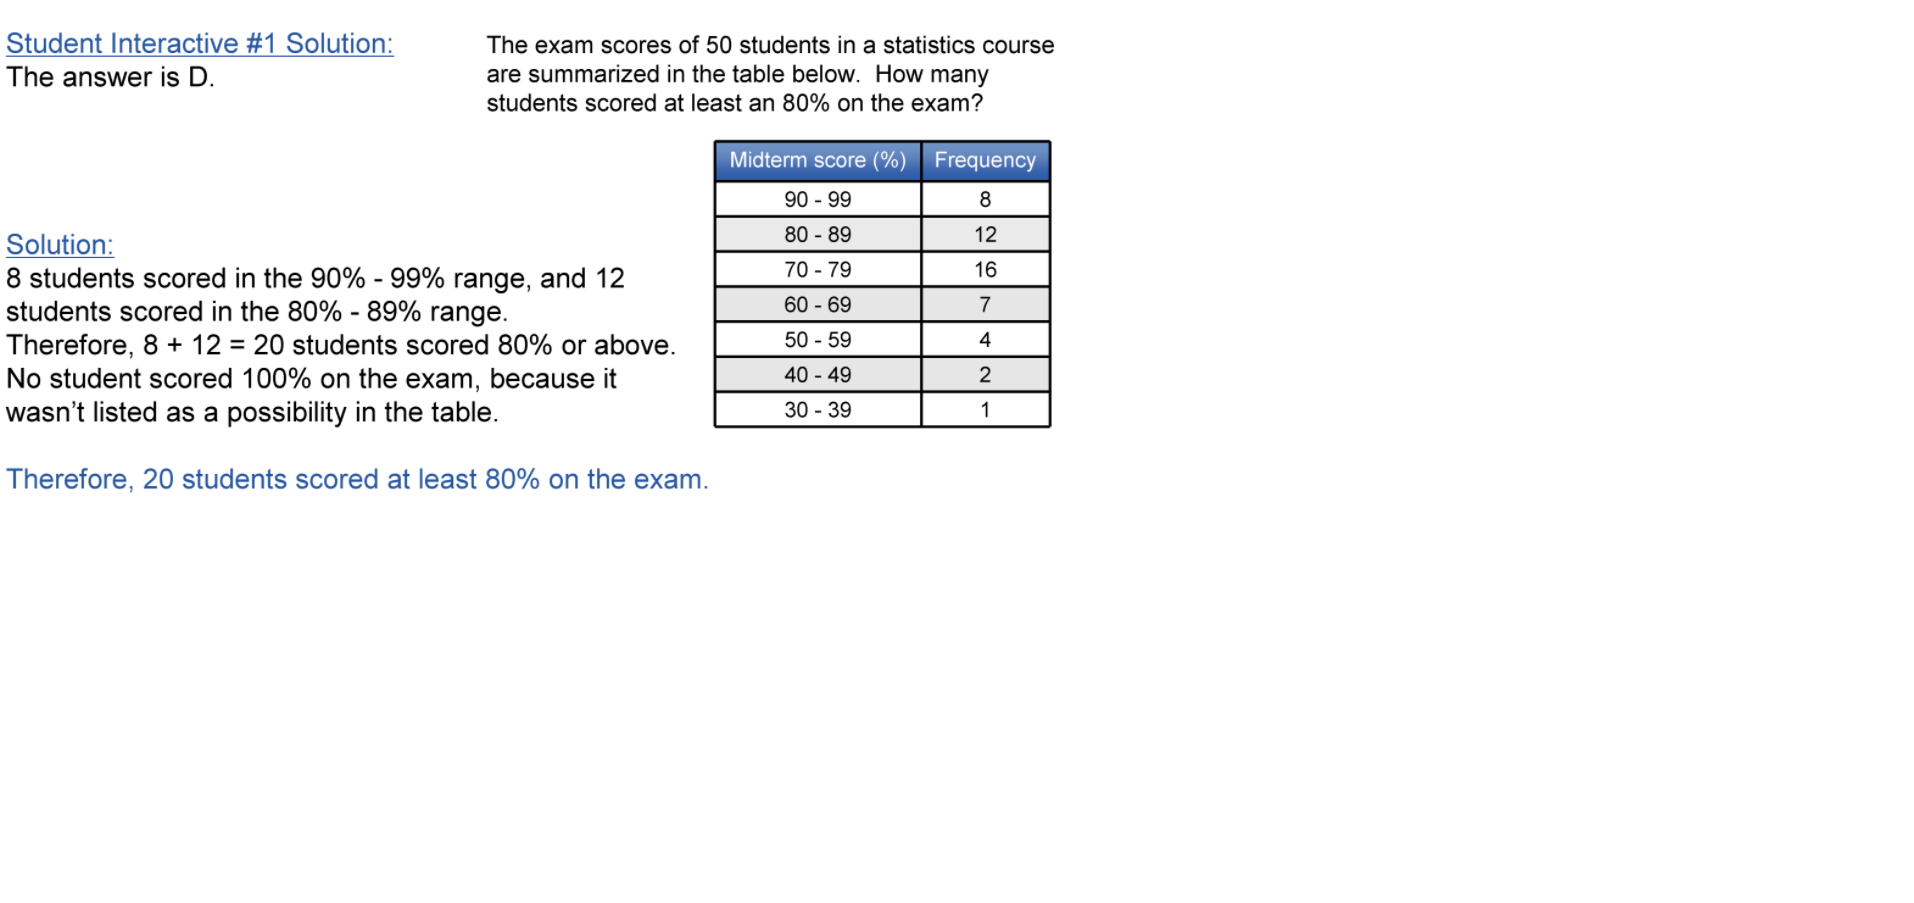 Student Interactive #1 Solution:
The answer is D.
The exam scores of 50 students in a statistics course
are summarized in the table below.  How many
students scored at least an 80% on the exam?
Midterm score (%) Frequency
90 - 99 8
80 - 89 12
70 - 79 16
60 - 69 7
50 - 59 4
40 - 49 2
30 - 39 1
Solution:
8 students scored in the 90% - 99% range, and 12
students scored in the 80% - 89% range.
Therefore, 8 + 12 = 20 students scored 80% or above.
No student scored 100% on the exam, because it
wasn’t listed as a possibility in the table.
Therefore, 20 students scored at least 80% on the exam.